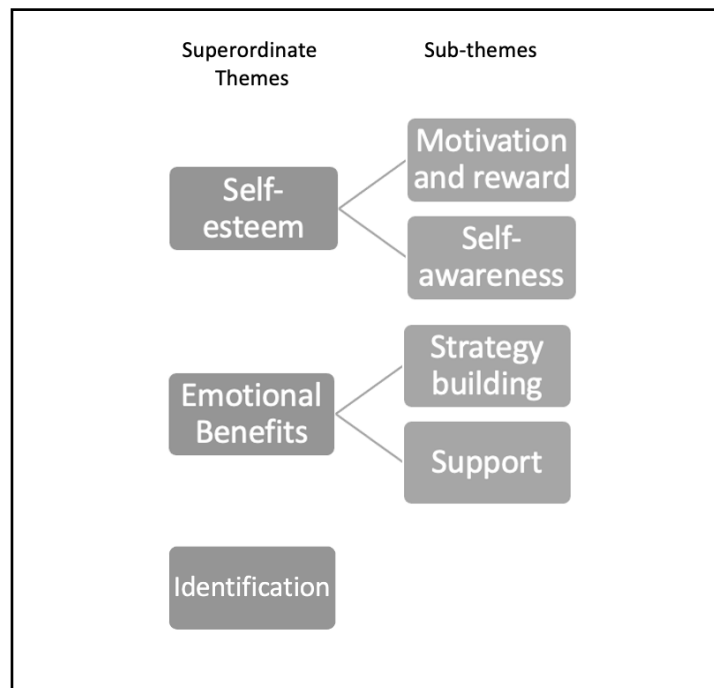 Superordinate
Themes
Sub-themes
Self-
esteem
Motivation
and reward
Self-
awareness
Emotional
Benefits
Strategy
building
Support
Identification